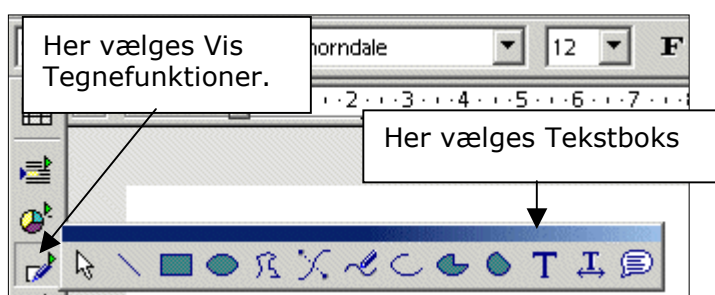 Her vælges Vis
Tegnefunktioner.
horndale
12
F
2 3 4 5 6 7
Her vælges Tekstboks
T
T